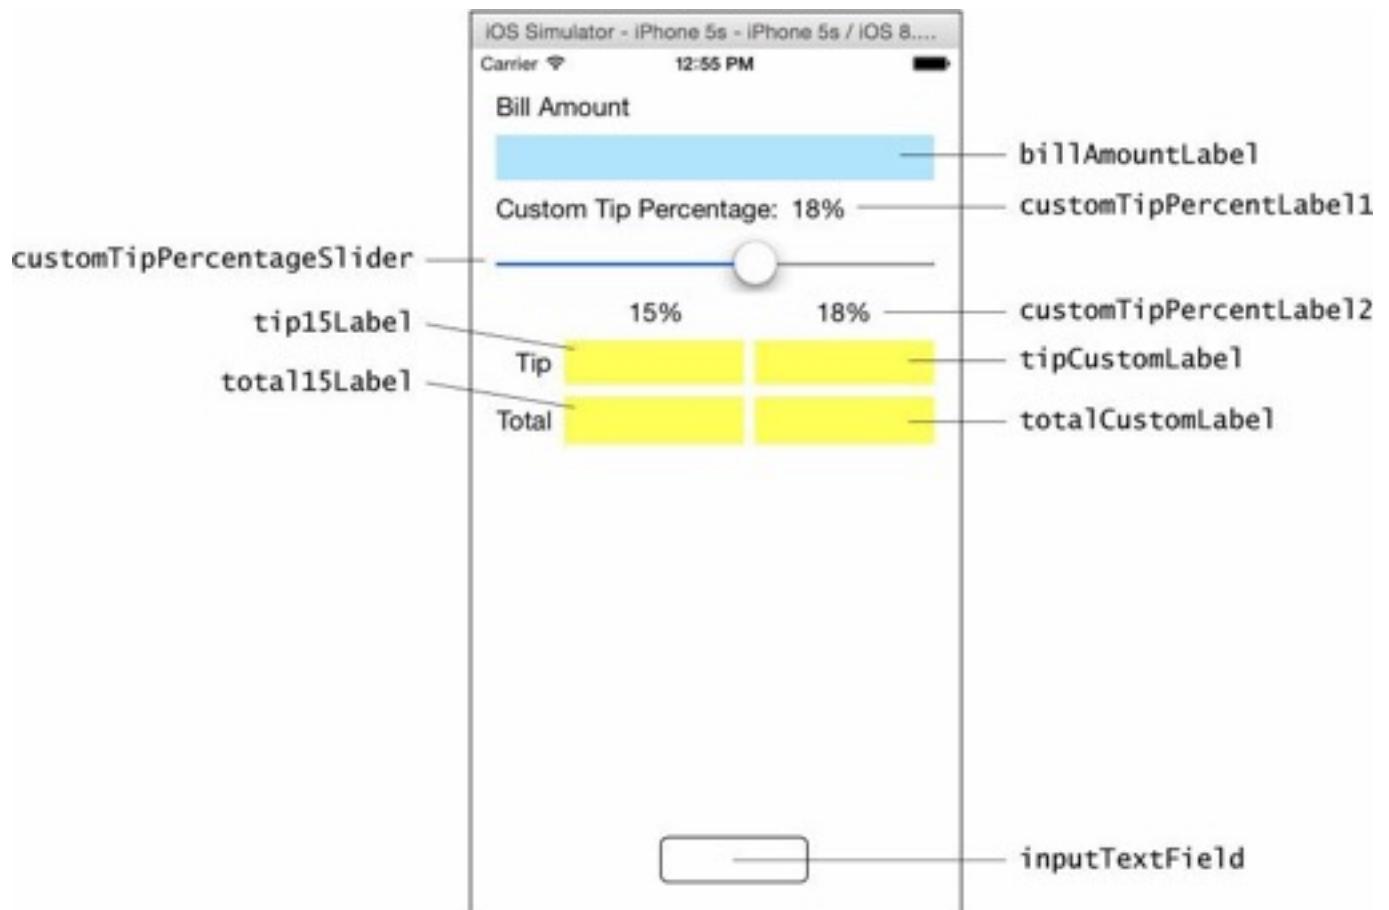 iOS Simulator - iPhone 5s - iPhone 5s / iOS 8....
Carrier 12:55 PM
Bill Amount
billAmountLabel
Custom Tip Percentage: 18%
customTipPercentLabel1
customTipPercentageSlider
15% 18%
customTipPercentLabel2
tip15Label
Tip
tipCustomLabel
total15Label
Total
totalCustomLabel
inputTextField